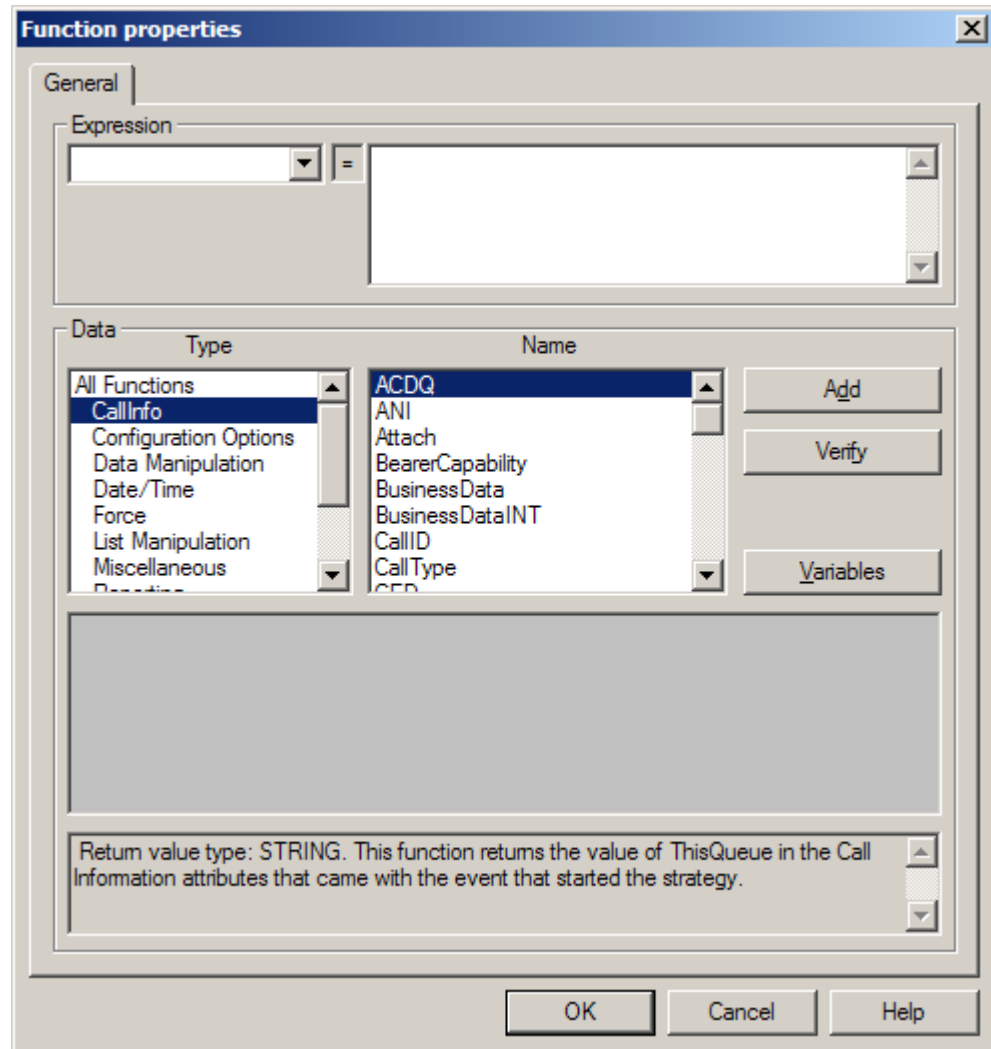 Function properties
General
Expression
=
Data
Type
Name
All Functions
CallInfo
Configuration Options
Data Manipulation
Date/Time
Force
List Manipulation
Miscellaneous
Reporting
ACDQ
ANI
Attach
BearerCapability
BusinessData
BusinessDataINT
CallID
CallType
CED
Add
Verify
Variables
Return value type: STRING. This function returns the value of ThisQueue in the Call
Information attributes that came with the event that started the strategy.
OK
Cancel
Help